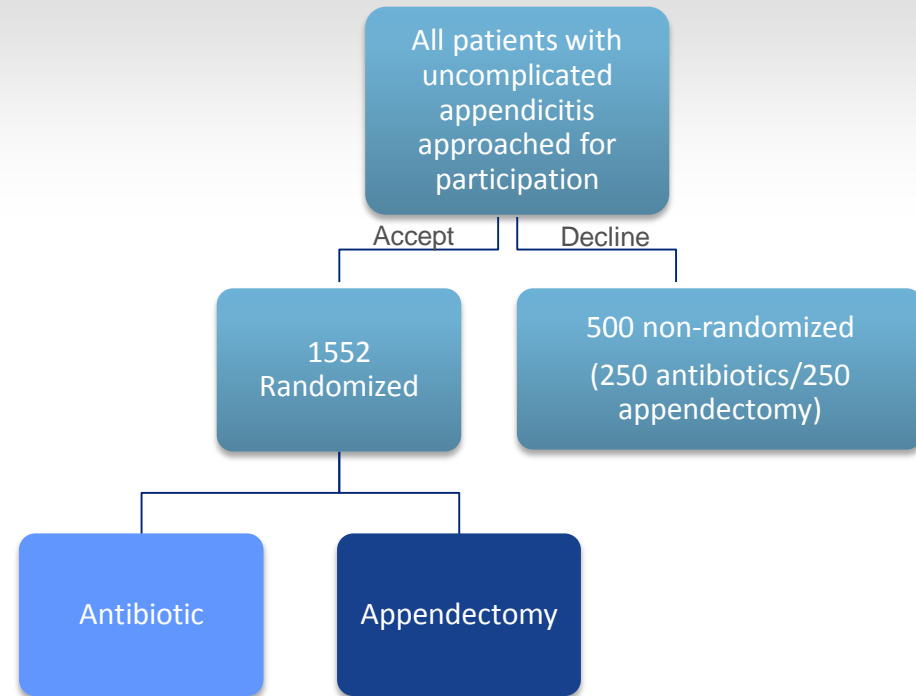 All patients with
uncomplicated
appendicitis
approached for
participation
Accept
Decline
1552
Randomized
500 non-randomized
(250 antibiotics/250
appendectomy)
Antibiotic
Appendectomy